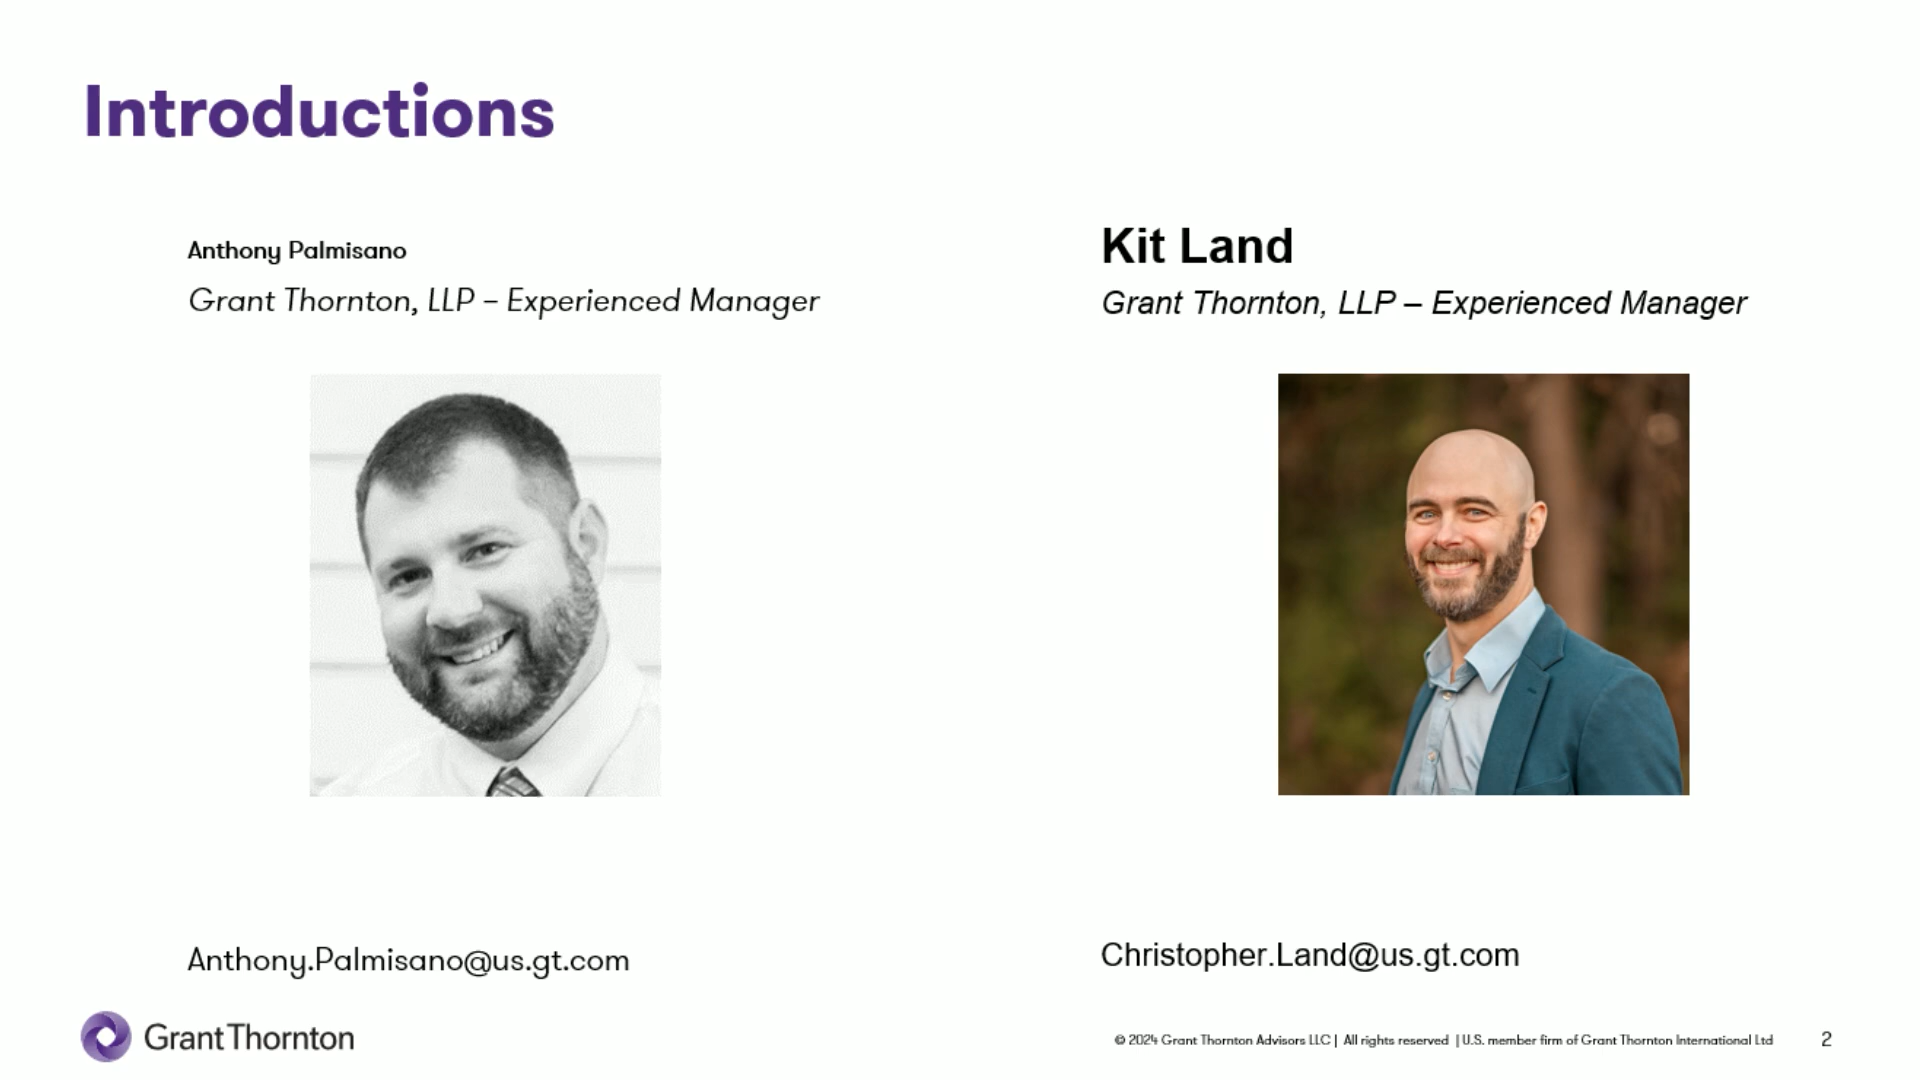 Introductions
Anthony Palmisano
Grant Thornton, LLP – Experienced Manager
Anthony.Palmisano@us.gt.com
Kit Land
Grant Thornton, LLP – Experienced Manager
Christopher.Land@us.gt.com
GrantThornton
© 2024 Grant Thornton Advisors LLC | All rights reserved | U.S. member firm of Grant Thornton International Ltd
2